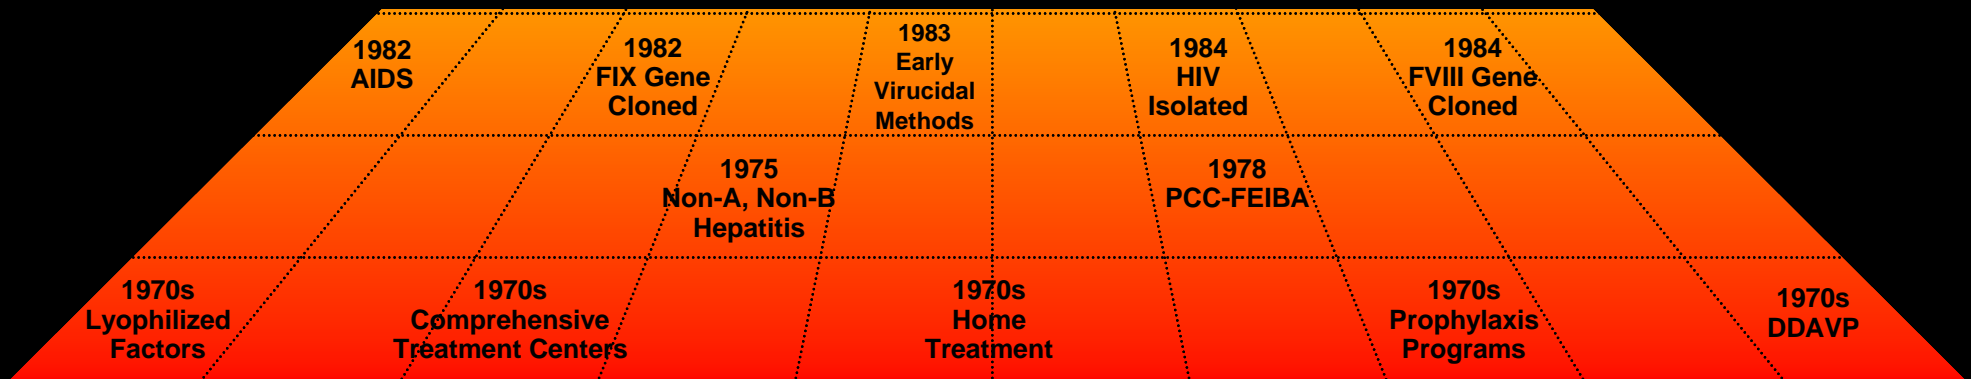 1982
AIDS
1982
FIX Gene
Cloned
1983
Early
Virucidal
Methods
1984
HIV
Isolated
1984
FVIII Gene
Cloned
1975
Non-A, Non-B
Hepatitis
1978
PCC-FEIBA
1970s
Lyophilized
Factors
1970s
Comprehensive
Treatment Centers
1970s
Home
Treatment
1970s
Prophylaxis
Programs
1970s
DDAVP